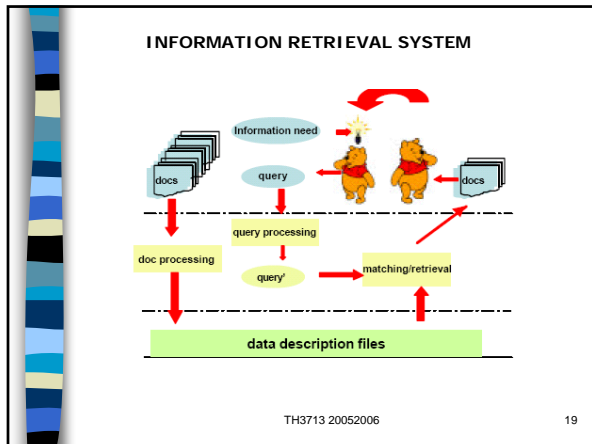 INFORMATION RETRIEVAL SYSTEM
Information need
docs
query
docs
query processing
doc processing
query'
matching/retrieval
data description files
TH3713 20052006
19